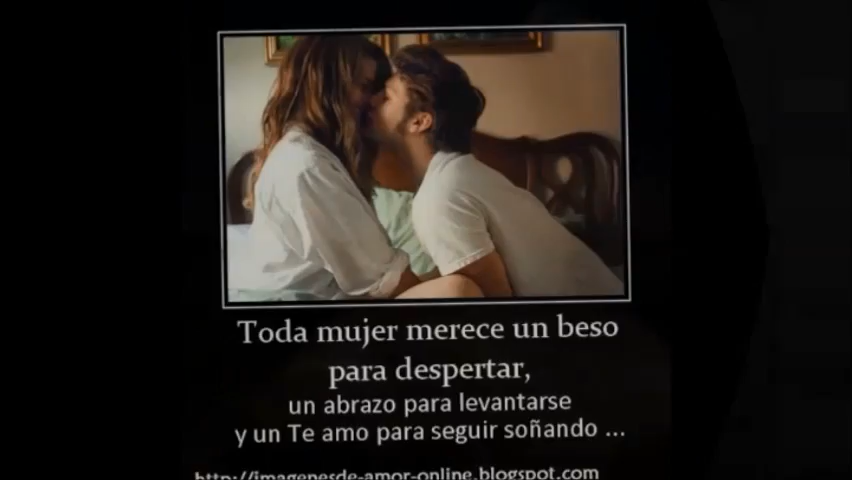 Toda mujer merece un beso
para despertar,
un abrazo para levantarse
y un Te amo para seguir soñando ...
http://imagenesde-amor-online.blogspot.com